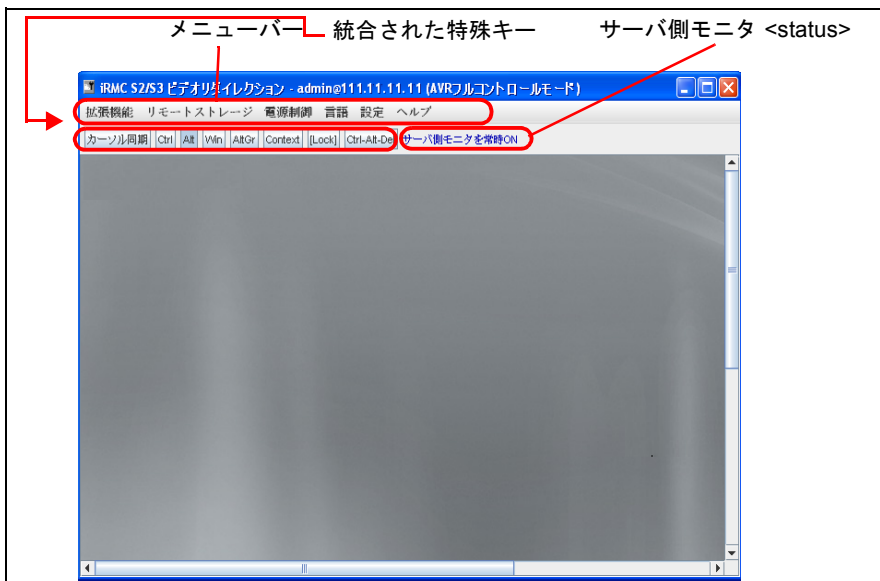 メニューバー 統合された特殊キー サーバ側モニタ <status>
iRMC S2/S3 ビデオリダイレクション - admin@111.11.11.11 (AVRフルコントロールモード)
拡張機能 リモートストレージ 電源制御 言語 設定 ヘルプ
カーソル同期 Ctrl Alt Win AltGr Context [Lock] Ctrl-Alt-De サーバ側モニタを常時ON